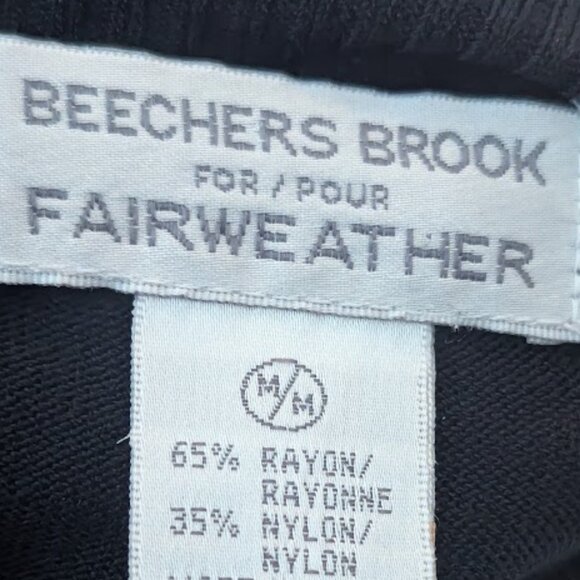 BEECHERS BROOK
FOR / POUR
FAIRWEATHER
M/M
65% RAYON/
RAYONNE
35% NYLON/
NYLON